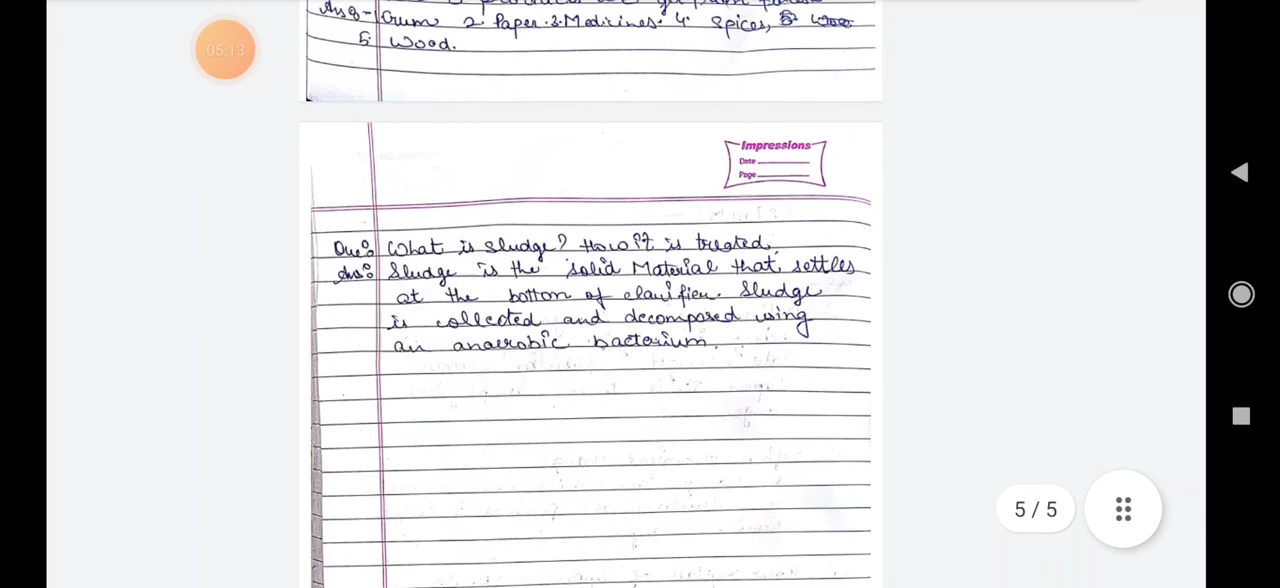 05:13
Ans - Gum 2. Paper. 3. Medicines. 4. Spices,
5. Wood.
Impressions
Date
Page
Que: What is sludge? How it is treated.
Ans: Sludge is the solid Material that settles
at the bottom of clarifier. Sludge
is collected and decomposed using
an anaerobic bacterium.
5 / 5